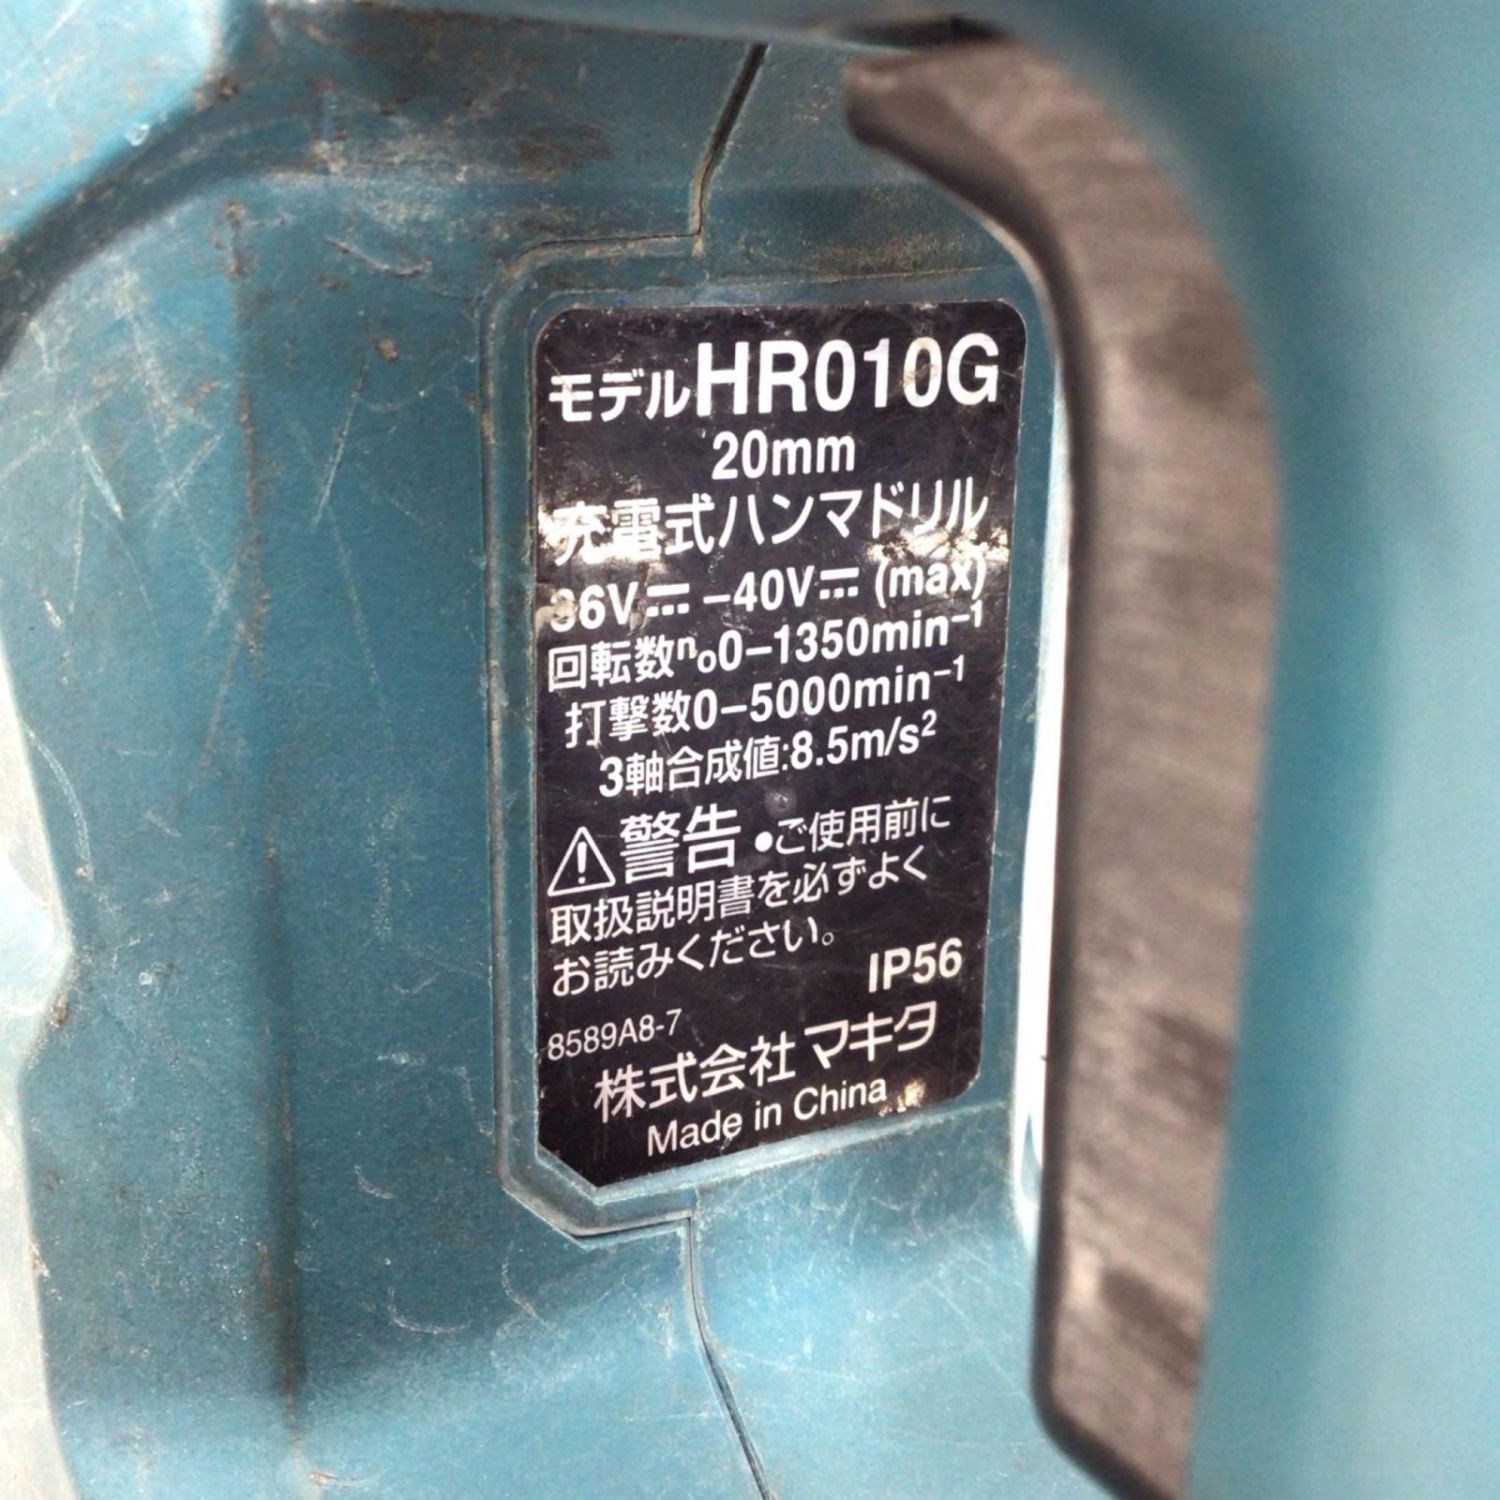 モデルHR010G
20mm
充電式ハンマドリル
36V⎓ -40V⎓ (max)
回転数n₀0-1350min⁻¹
打撃数0-5000min⁻¹
3軸合成値:8.5m/s²
⚠警告 •ご使用前に
取扱説明書を必ずよく
お読みください。
IP56
8589A8-7
株式会社マキタ
Made in China